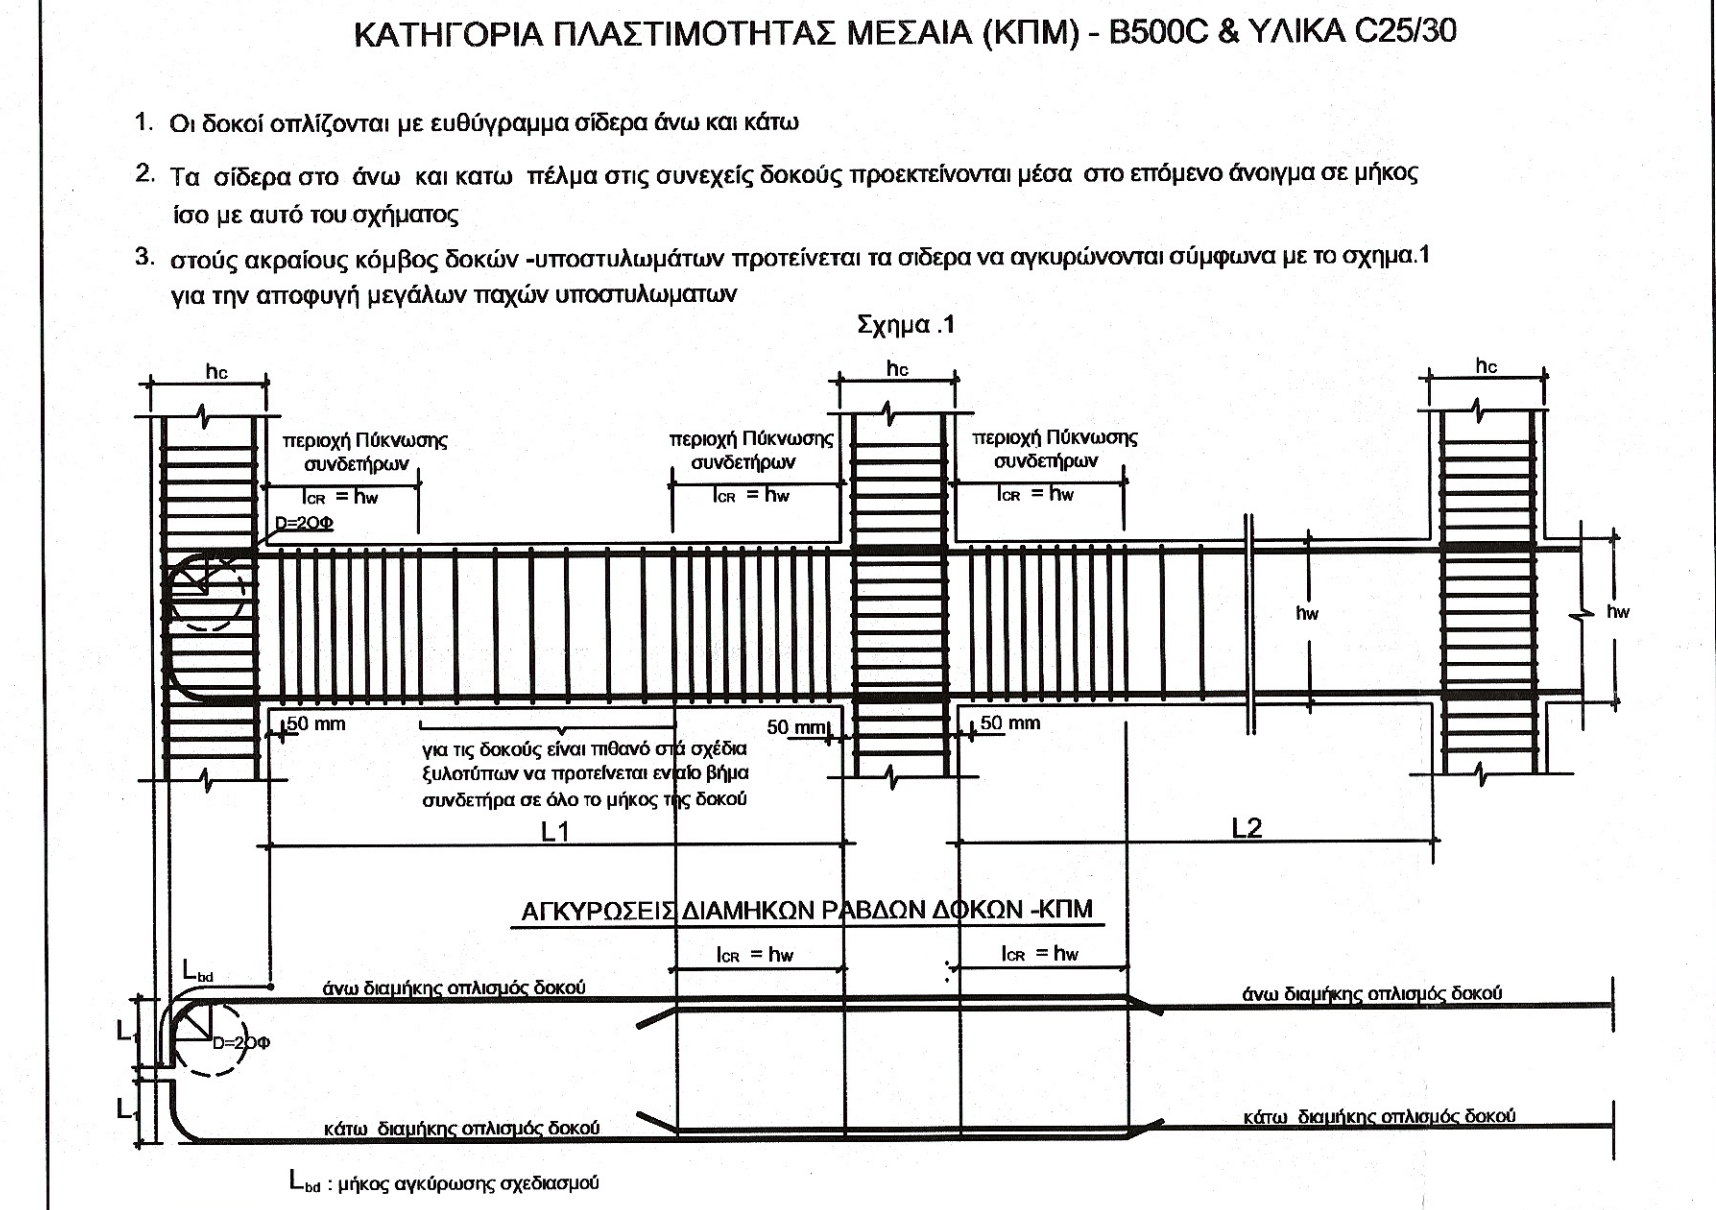 ΚΑΤΗΓΟΡΙΑ ΠΛΑΣΤΙΜΟΤΗΤΑΣ ΜΕΣΑΙΑ (ΚΠΜ) - B500C & ΥΛΙΚΑ C25/30
1. Οι δοκοί οπλίζονται με ευθύγραμμα σίδερα άνω και κάτω
2. Τα σίδερα στο άνω και κατω πέλμα στις συνεχείς δοκούς προεκτείνονται μέσα στο επόμενο άνοιγμα σε μήκος
ίσο με αυτό του σχήματος
3. στούς ακραίους κόμβος δοκών -υποστυλωμάτων προτείνεται τα σιδερα να αγκυρώνονται σύμφωνα με το σχημα.1
για την αποφυγή μεγάλων παχών υποστυλωματων
Σχημα .1
hc hc hc
περιοχή Πύκνωσης περιοχή Πύκνωσης περιοχή Πύκνωσης
συνδετήρων συνδετήρων συνδετήρων
lCR = hw lCR = hw lCR = hw
D=2OΦ
hw hw
50 mm 50 mm 50 mm
για τις δοκούς είναι πιθανό στά σχέδια
ξυλοτύπων να προτείνεται ενιαίο βήμα
συνδετήρα σε όλο το μήκος της δοκού
L1 L2
ΑΓΚΥΡΩΣΕΙΣ ΔΙΑΜΗΚΩΝ ΡΑΒΔΩΝ ΔΟΚΩΝ -ΚΠΜ
lCR = hw lCR = hw
Lbd
άνω διαμήκης οπλισμός δοκού άνω διαμήκης οπλισμός δοκού
L1
D=2OΦ
L1
κάτω διαμήκης οπλισμός δοκού κάτω διαμήκης οπλισμός δοκού
Lbd : μήκος αγκύρωσης σχεδιασμού